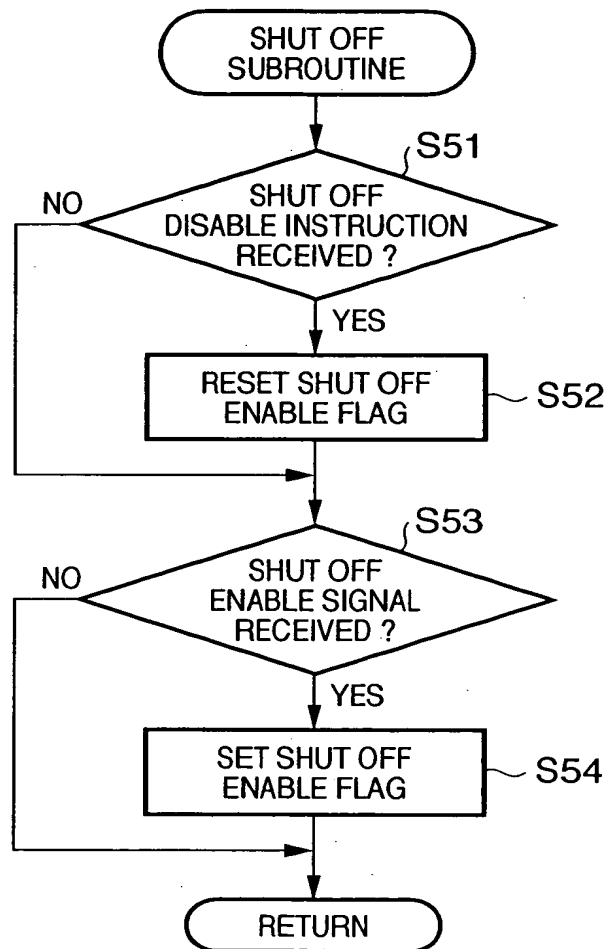 SHUT OFF
SUBROUTINE
S51
SHUT OFF
DISABLE INSTRUCTION
RECEIVED ?
NO
YES
RESET SHUT OFF
ENABLE FLAG
S52
S53
SHUT OFF
ENABLE SIGNAL
RECEIVED ?
NO
YES
SET SHUT OFF
ENABLE FLAG
S54
RETURN